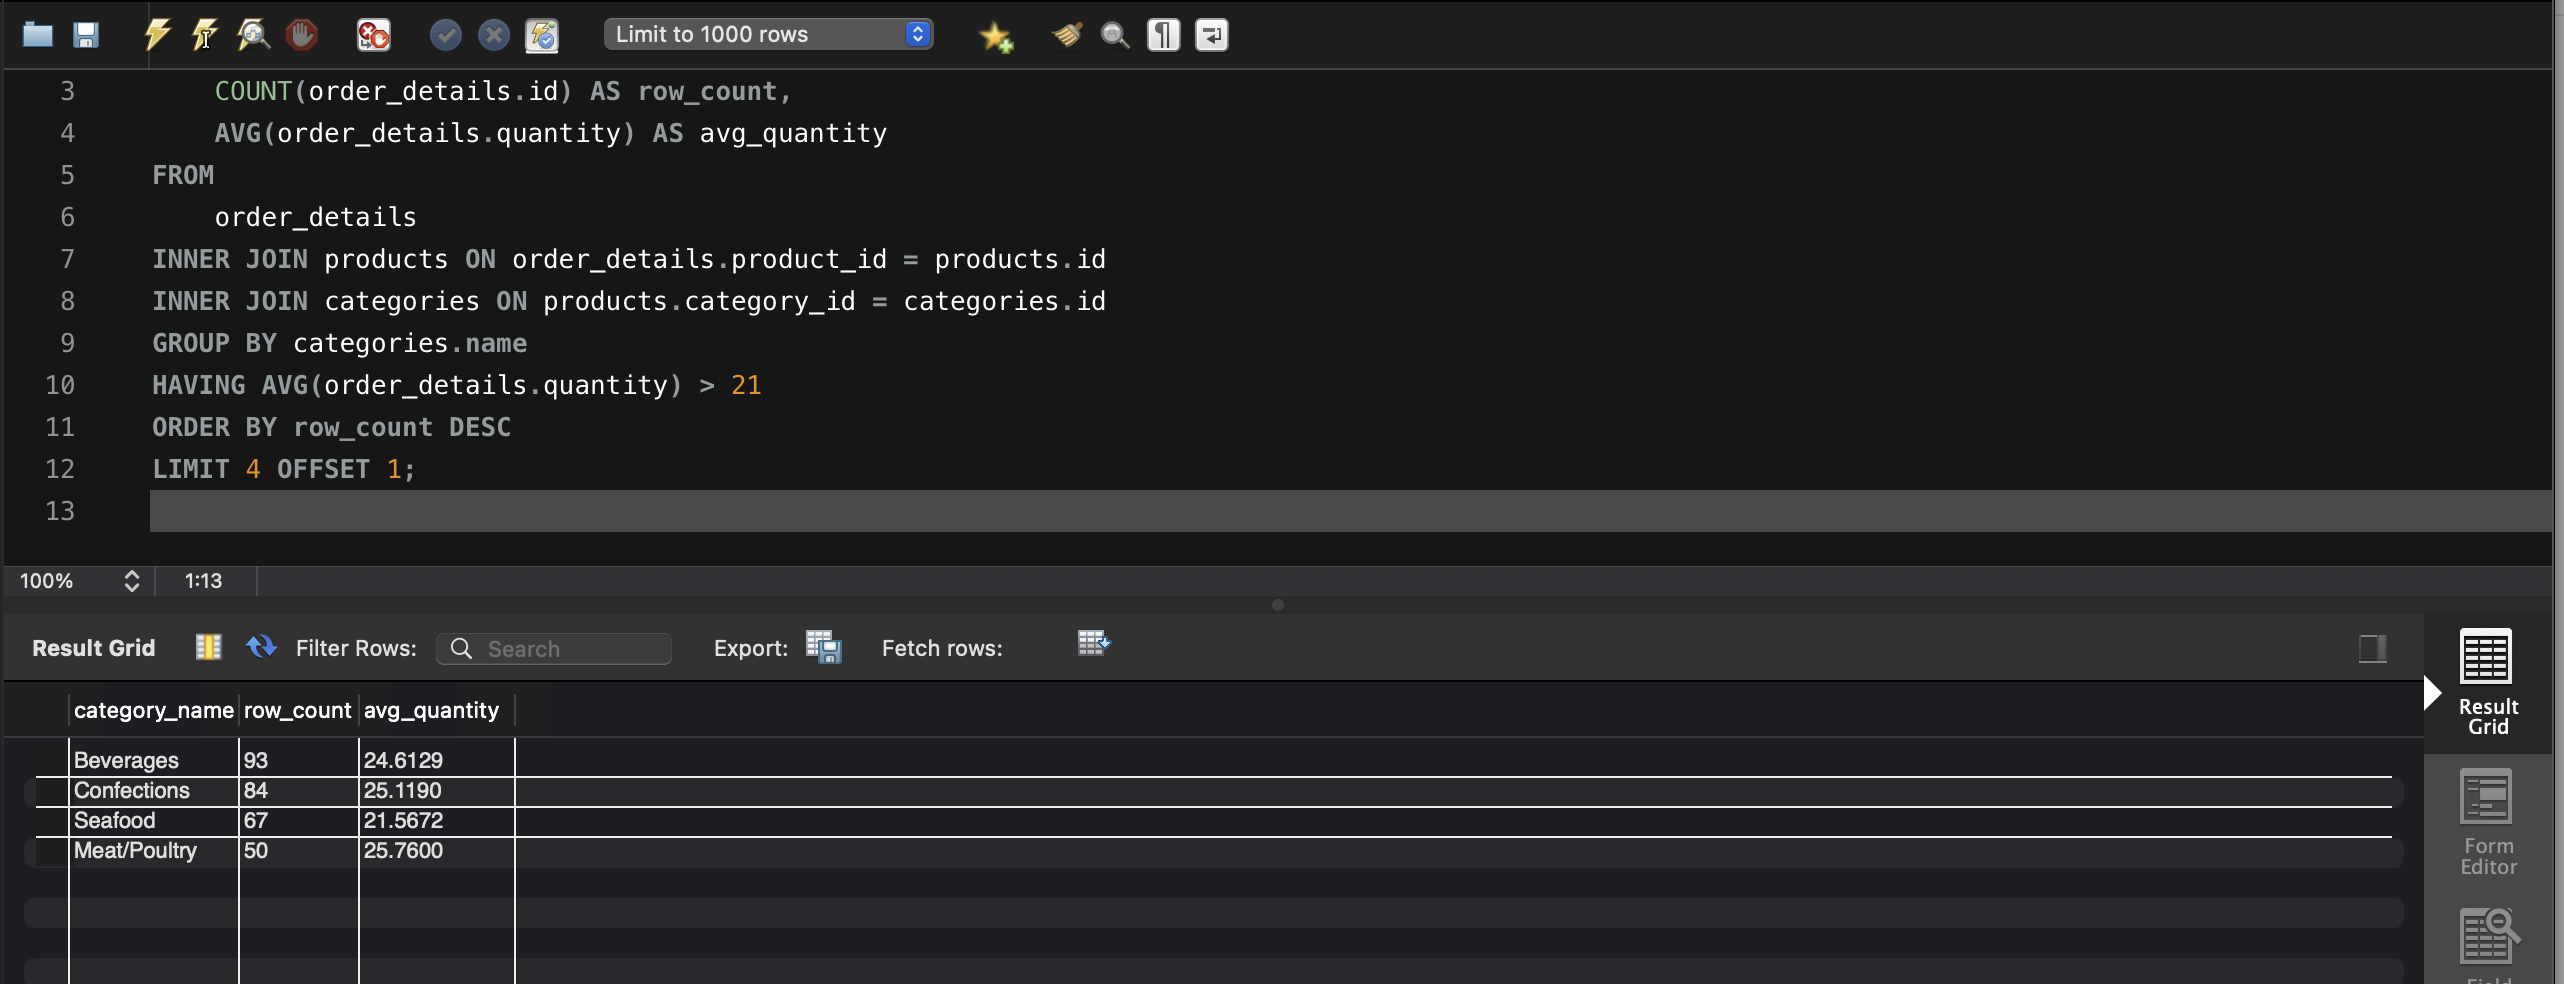 Limit to 1000 rows
3 COUNT(order_details.id) AS row_count,
4 AVG(order_details.quantity) AS avg_quantity
5 FROM
6 order_details
7 INNER JOIN products ON order_details.product_id = products.id
8 INNER JOIN categories ON products.category_id = categories.id
9 GROUP BY categories.name
10 HAVING AVG(order_details.quantity) > 21
11 ORDER BY row_count DESC
12 LIMIT 4 OFFSET 1;
13
100% 1:13
Result Grid Filter Rows: Search Export: Fetch rows:
category_name row_count avg_quantity
Beverages 93 24.6129
Confections 84 25.1190
Seafood 67 21.5672
Meat/Poultry 50 25.7600
Result
Grid
Form
Editor